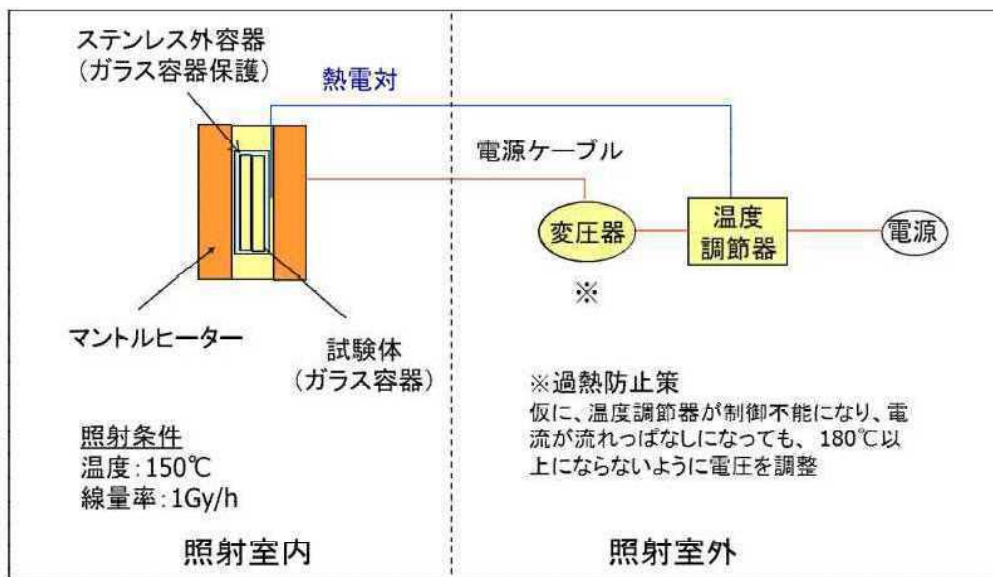 ステンレス外容器
(ガラス容器保護)
熱電対
電源ケーブル
変圧器
温度
調節器
電源
※
マントルヒーター
試験体
(ガラス容器)
照射条件
温度:150℃
線量率:1Gy/h
※過熱防止策
仮に、温度調節器が制御不能になり、電
流が流れっぱなしになっても、180℃以
上にならないように電圧を調整
照射室内
照射室外